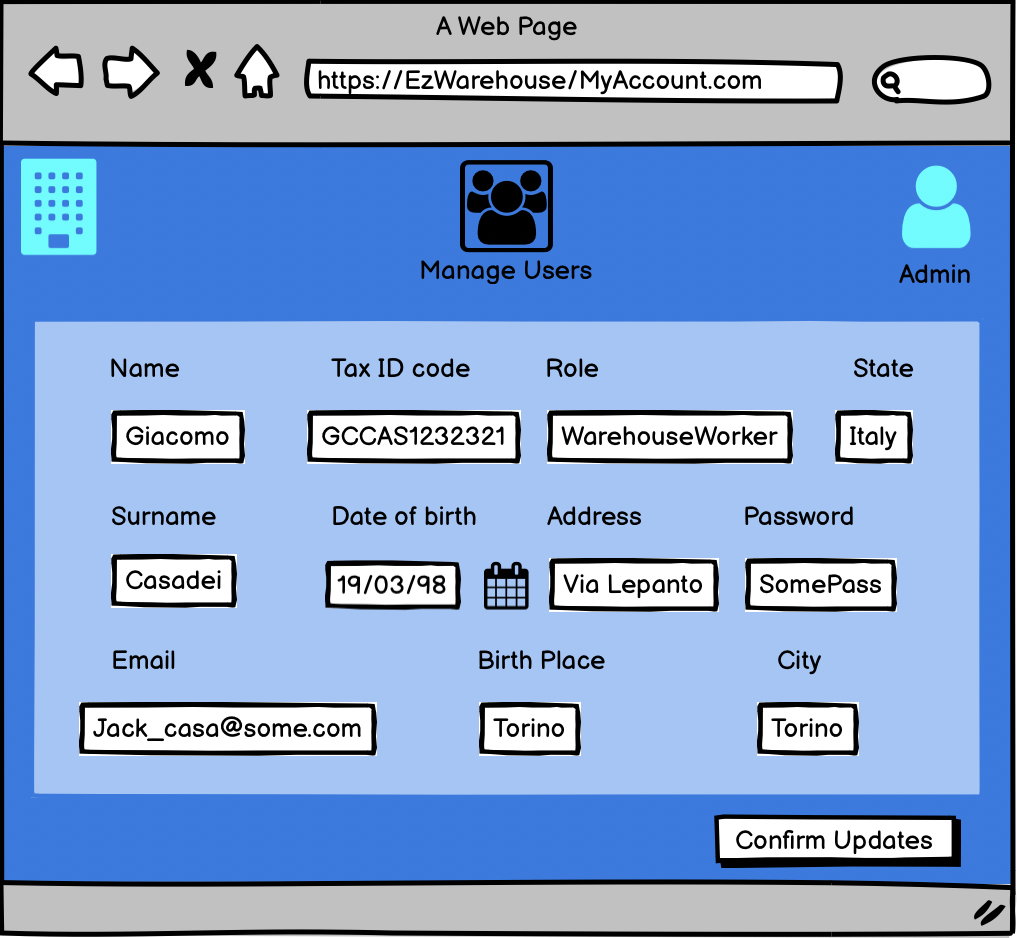 A Web Page
https://EzWarehouse/MyAccount.com
Manage Users
Admin
Name Tax ID code Role State
Giacomo GCCAS1232321 WarehouseWorker Italy
Surname Date of birth Address Password
Casadei 19/03/98 Via Lepanto SomePass
Email Birth Place City
Jack_casa@some.com Torino Torino
Confirm Updates